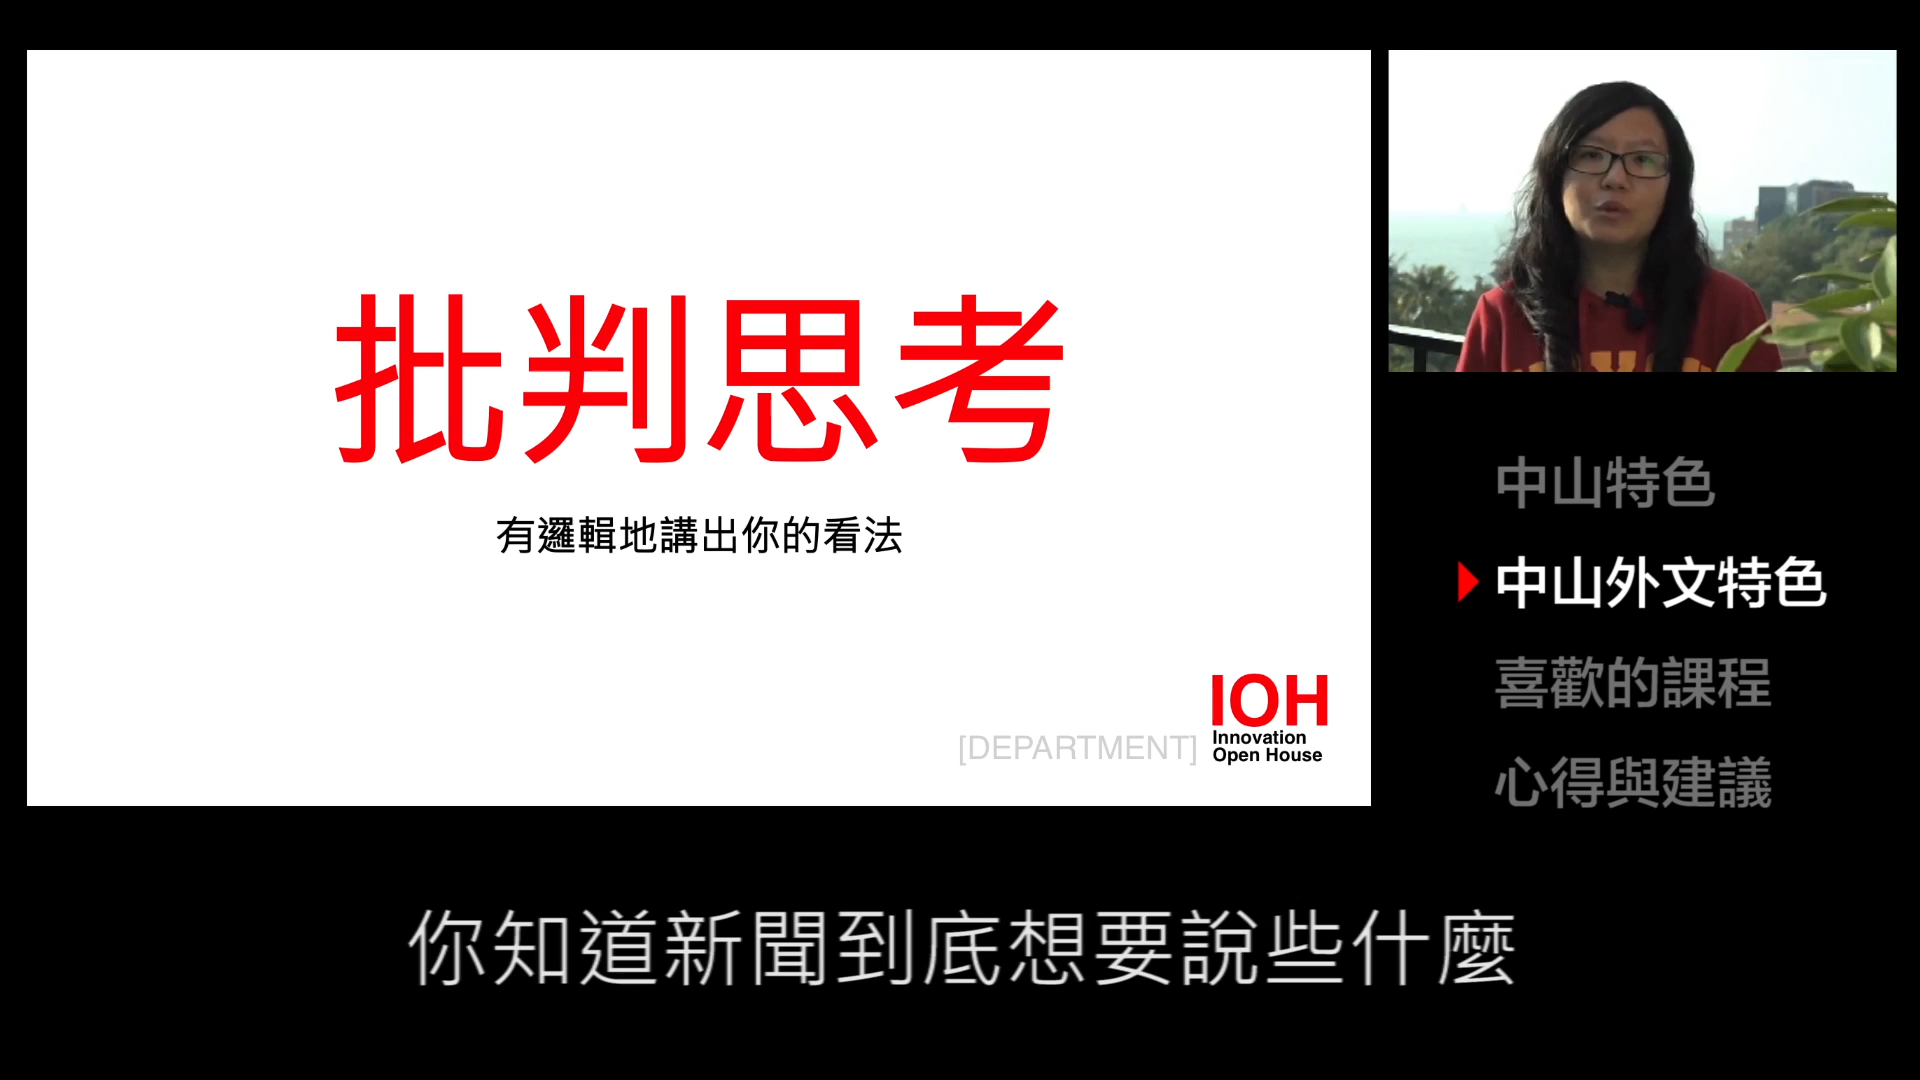 批判思考
有邏輯地講出你的看法
[DEPARTMENT]
IOH
Innovation
Open House
中山特色
中山外文特色
喜歡的課程
心得與建議
你知道新聞到底想要說些什麼